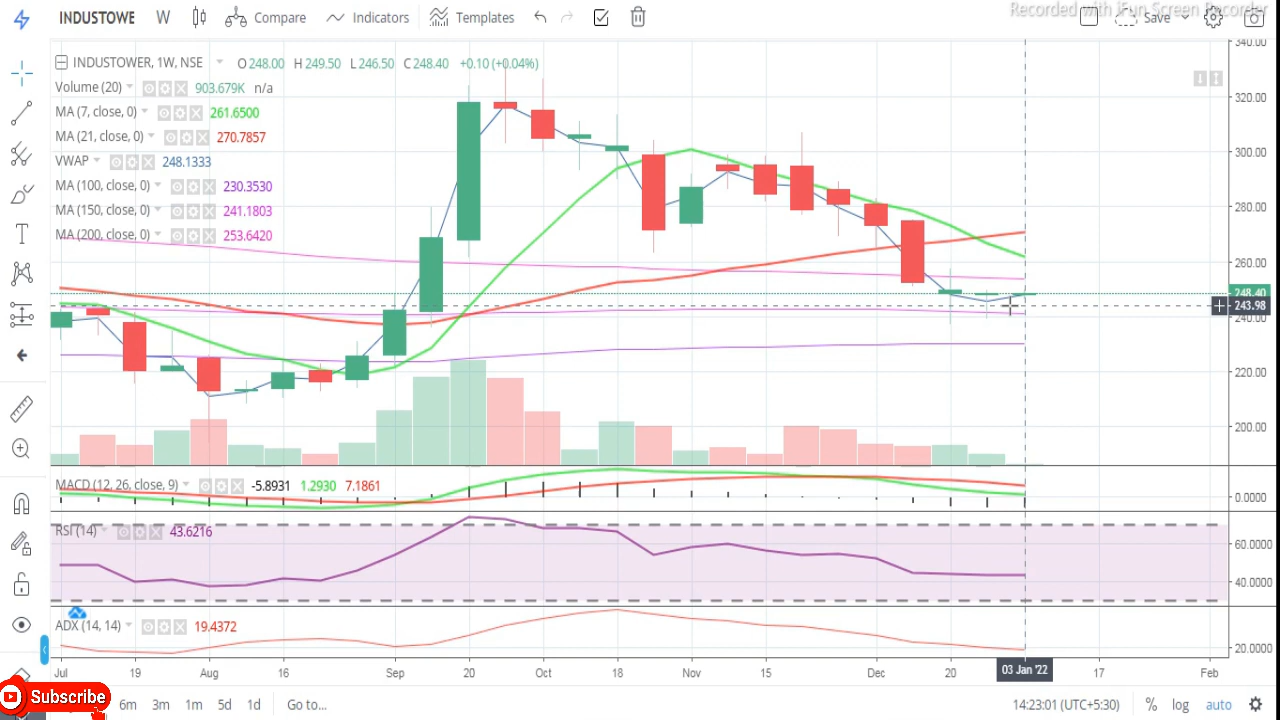 Recorded with iFun Screen Recorder
INDUSTOWE W Compare Indicators Templates Save
INDUSTOWER, 1W, NSE O 248.00 H 249.50 L 246.50 C 248.40 +0.10 (+0.04%)
Volume (20) 903.679K n/a
MA (7, close, 0) 261.6500
MA (21, close, 0) 270.7857
VWAP 248.1333
MA (100, close, 0) 230.3530
MA (150, close, 0) 241.1803
MA (200, close, 0) 253.6420
340.00
320.00
300.00
280.00
260.00
248.40
243.98
240.00
220.00
200.00
MACD (12, 26, close, 9) -5.8931 1.2930 7.1861
0.0000
RSI (14) 43.6216
60.0000
40.0000
ADX (14, 14) 19.4372
20.0000
Jul 19 Aug 16 Sep 20 Oct 18 Nov 15 Dec 20 03 Jan '22 17 Feb
Subscribe
6m 3m 1m 5d 1d Go to... 14:23:01 (UTC+5:30) % log auto